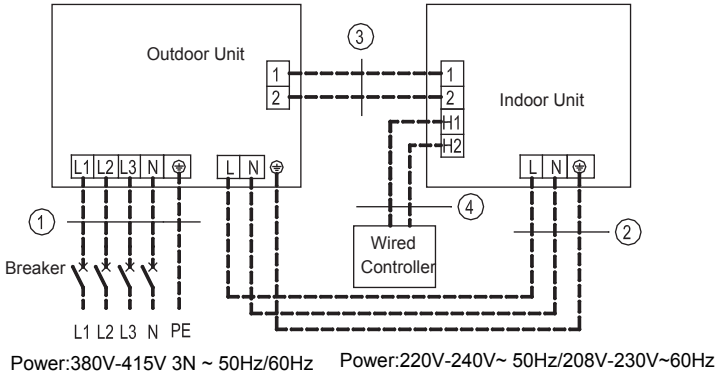 Outdoor Unit
3
1
2
1
2
H1
H2
Indoor Unit
L1 L2 L3 N
L N
L N
1
4
2
Wired
Controller
Breaker
L1 L2 L3 N PE
Power:380V-415V 3N ~ 50Hz/60Hz
Power:220V-240V~ 50Hz/208V-230V~60Hz